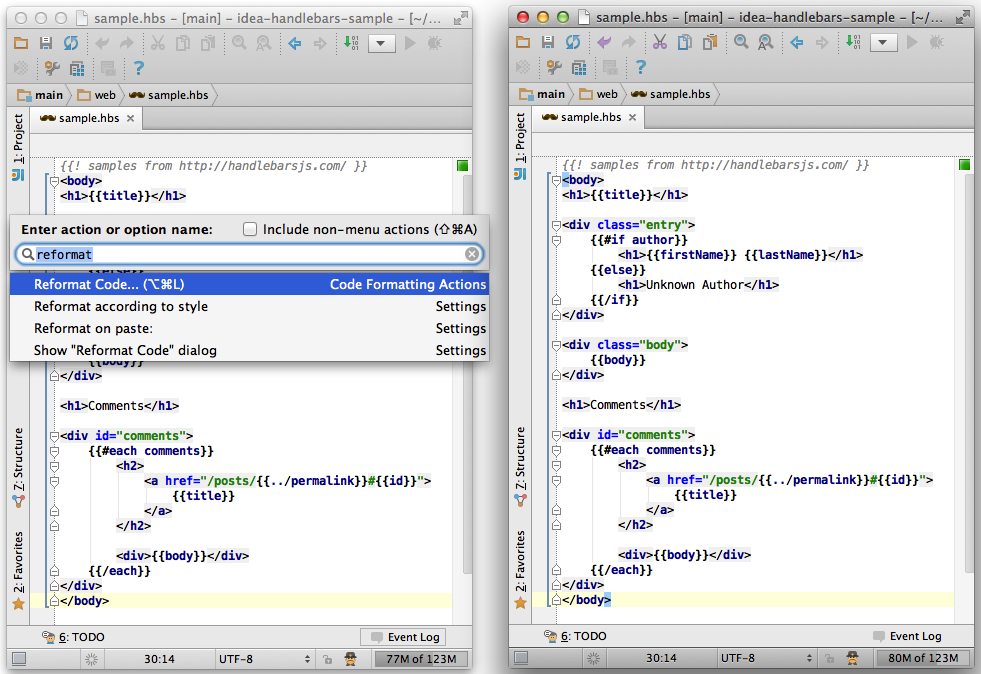 sample.hbs – [main] – idea-handlebars-sample – [~/...
?
main
web
sample.hbs
sample.hbs
1: Project
{{! samples from http://handlebarsjs.com/ }}
<body>
<h1>{{title}}</h1>
Enter action or option name:
Include non-menu actions (⇧⌘A)
reformat
{{else}}
Reformat Code... (⌥⌘L)
Code Formatting Actions
Reformat according to style
Settings
Reformat on paste:
Settings
Show "Reformat Code" dialog
Settings
{{body}}
</div>
<h1>Comments</h1>
<div id="comments">
{{#each comments}}
<h2>
<a href="/posts/{{../permalink}}#{{id}}">
{{title}}
</a>
</h2>
<div>{{body}}</div>
{{/each}}
</div>
</body>
7: Structure
2: Favorites
6: TODO
Event Log
30:14
UTF-8
77M of 123M
sample.hbs – [main] – idea-handlebars-sample – [~/...
?
main
web
sample.hbs
sample.hbs
1: Project
{{! samples from http://handlebarsjs.com/ }}
<body>
<h1>{{title}}</h1>
<div class="entry">
{{#if author}}
<h1>{{firstName}} {{lastName}}</h1>
{{else}}
<h1>Unknown Author</h1>
{{/if}}
</div>
<div class="body">
{{body}}
</div>
<h1>Comments</h1>
<div id="comments">
{{#each comments}}
<h2>
<a href="/posts/{{../permalink}}#{{id}}">
{{title}}
</a>
</h2>
<div>{{body}}</div>
{{/each}}
</div>
</body>
7: Structure
2: Favorites
6: TODO
Event Log
30:14
UTF-8
80M of 123M